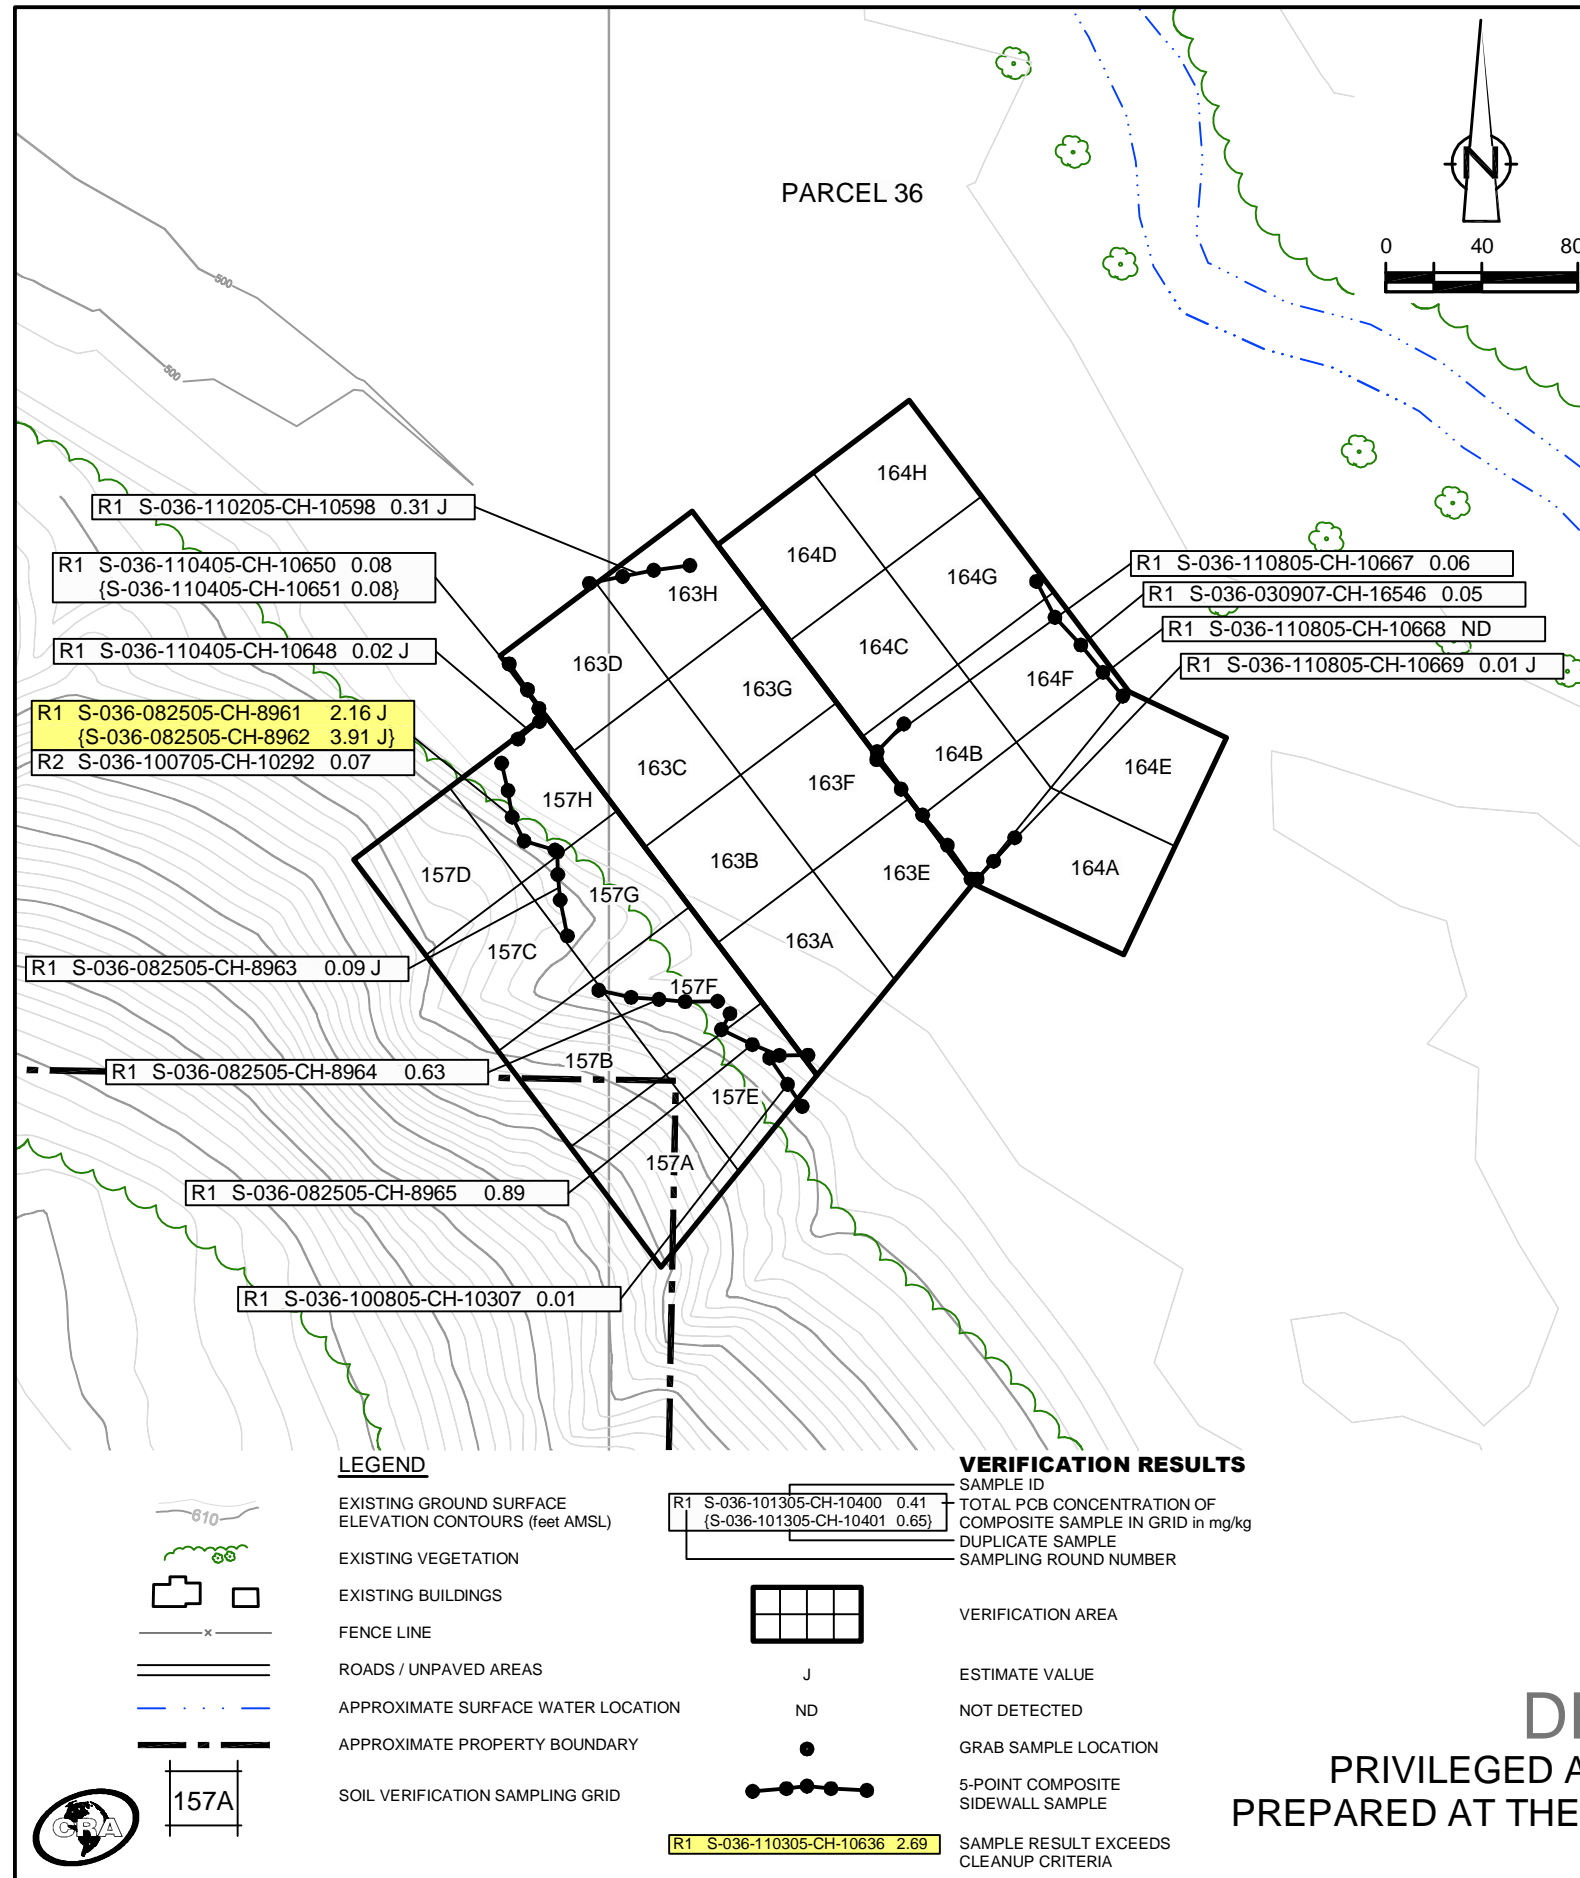 PARCEL 36
N
0 40 80
500
500
R1 S-036-110205-CH-10598 0.31 J
R1 S-036-110405-CH-10650 0.08
{S-036-110405-CH-10651 0.08}
R1 S-036-110405-CH-10648 0.02 J
R1 S-036-082505-CH-8961 2.16 J
{S-036-082505-CH-8962 3.91 J}
R2 S-036-100705-CH-10292 0.07
R1 S-036-082505-CH-8963 0.09 J
R1 S-036-082505-CH-8964 0.63
R1 S-036-082505-CH-8965 0.89
R1 S-036-100805-CH-10307 0.01
R1 S-036-110805-CH-10667 0.06
R1 S-036-030907-CH-16546 0.05
R1 S-036-110805-CH-10668 ND
R1 S-036-110805-CH-10669 0.01 J
164H
164D
164G
163H
164C
163D
164F
163G
164B
164E
163C
163F
157H
163B
164A
163E
157D
157G
163A
157C
157F
157B
157E
157A
LEGEND
610
EXISTING GROUND SURFACE
ELEVATION CONTOURS (feet AMSL)
EXISTING VEGETATION
EXISTING BUILDINGS
x
FENCE LINE
ROADS / UNPAVED AREAS
APPROXIMATE SURFACE WATER LOCATION
APPROXIMATE PROPERTY BOUNDARY
157A
SOIL VERIFICATION SAMPLING GRID
CRA
VERIFICATION RESULTS
R1 S-036-101305-CH-10400 0.41
{S-036-101305-CH-10401 0.65}
SAMPLE ID
TOTAL PCB CONCENTRATION OF
COMPOSITE SAMPLE IN GRID in mg/kg
DUPLICATE SAMPLE
SAMPLING ROUND NUMBER
VERIFICATION AREA
J ESTIMATE VALUE
ND NOT DETECTED
GRAB SAMPLE LOCATION
5-POINT COMPOSITE
SIDEWALL SAMPLE
R1 S-036-110305-CH-10636 2.69
SAMPLE RESULT EXCEEDS
CLEANUP CRITERIA
PRIVILEGED A
PREPARED AT THE